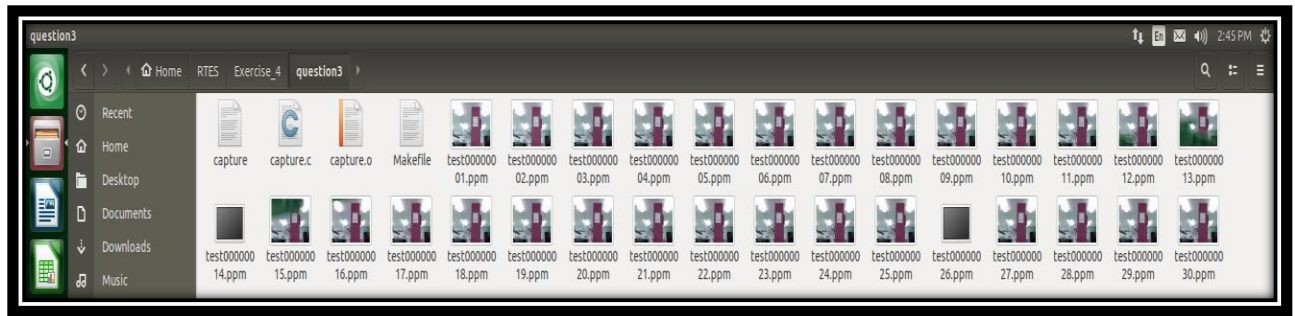 question3
En
2:45 PM
Home RTES Exercise_4 question3
Recent
Home
Desktop
Documents
Downloads
Music
capture
capture.c
capture.o
Makefile
test000000
01.ppm
test000000
02.ppm
test000000
03.ppm
test000000
04.ppm
test000000
05.ppm
test000000
06.ppm
test000000
07.ppm
test000000
08.ppm
test000000
09.ppm
test000000
10.ppm
test000000
11.ppm
test000000
12.ppm
test000000
13.ppm
test000000
14.ppm
test000000
15.ppm
test000000
16.ppm
test000000
17.ppm
test000000
18.ppm
test000000
19.ppm
test000000
20.ppm
test000000
21.ppm
test000000
22.ppm
test000000
23.ppm
test000000
24.ppm
test000000
25.ppm
test000000
26.ppm
test000000
27.ppm
test000000
28.ppm
test000000
29.ppm
test000000
30.ppm